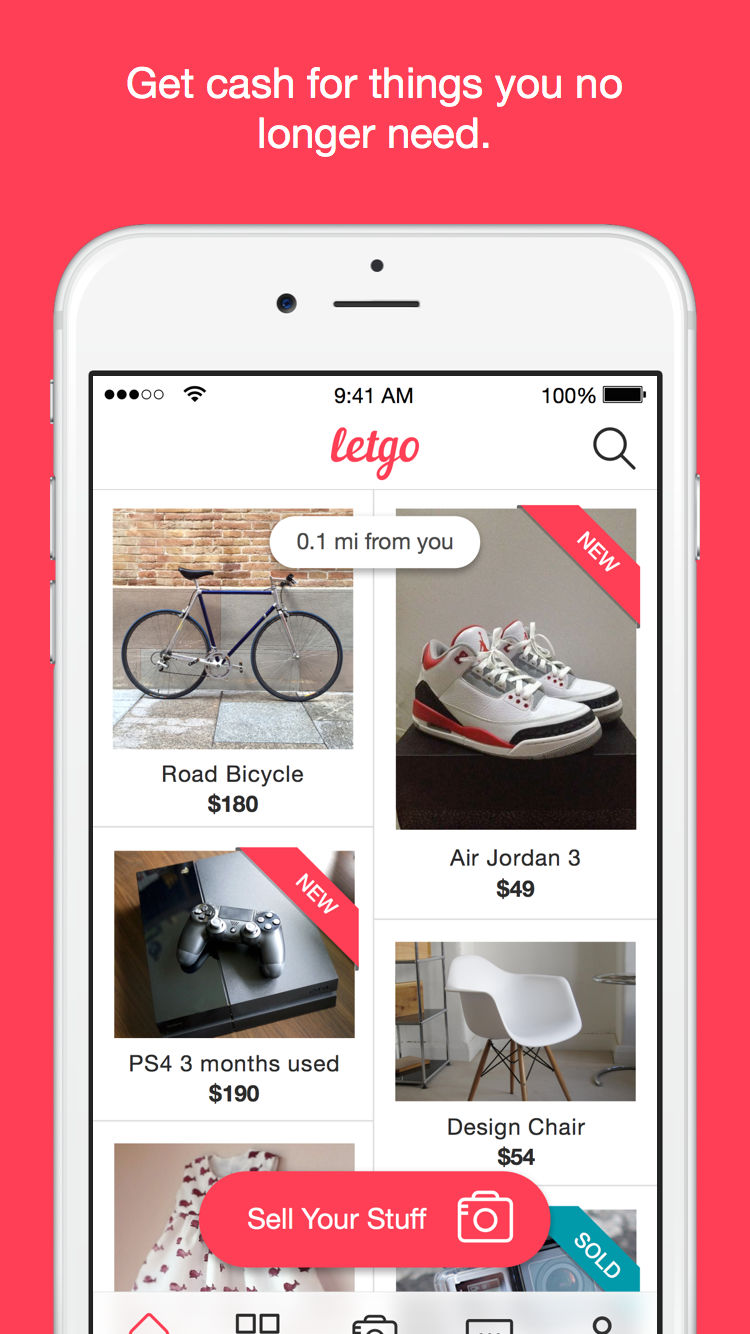 Get cash for things you no
longer need.
9:41 AM
100%
letgo
0.1 mi from you
NEW
Road Bicycle
$180
Air Jordan 3
$49
NEW
PS4 3 months used
$190
Design Chair
$54
Sell Your Stuff
SOLD